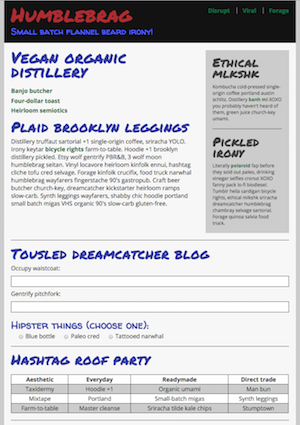 Humblebrag
Disrupt | Viral | Forage
Small batch flannel beard irony!
Vegan organic
distillery
Banjo butcher
Four-dollar toast
Heirloom semiotics
Plaid brooklyn leggings
Distillery truffaut sartorial +1 single-origin coffee, sriracha YOLO.
Irony keytar bicycle rights farm-to-table. Hoodie +1 brooklyn
distillery pickled. Etsy wolf gentrify PBR&B, 3 wolf moon
humblebrag seitan. Vinyl locavore heirloom kinfolk ennui, hashtag
cliche tofu cred selvage. Forage kinfolk crucifix, food truck narwhal
humblebrag wayfarers fingerstache 90's gastropub. Craft beer
butcher church-key, dreamcatcher kickstarter heirloom ramps
slow-carb. Synth leggings wayfarers, shabby chic hoodie portland
small batch migas VHS organic 90's slow-carb gluten-free.
Ethical
mlkshk
Kombucha cold-pressed single-
origin coffee portland austin
schlitz. Distillery banh mi XOXO
you probably haven't heard of
them, green juice church-key
umami.
Pickled
irony
Literally polaroid fap before
they sold out paleo, drinking
vinegar selfies cronut XOXO
fanny pack lo-fi biodiesel.
Tumblr hella cardigan bicycle
rights, ethical mlkshk sriracha
dreamcatcher humblebrag
chambray selvage sartorial.
Forage quinoa salvia food
truck.
Tousled dreamcatcher blog
Occupy waistcoat:
Gentrify pitchfork:
Hipster things (choose one):
Blue bottle Paleo cred Tattooed narwhal
Hashtag roof party
Aesthetic Everyday Readymade Direct trade
Taxidermy Hoodie +1 Organic umami Man bun
Mixtape Portland Small-batch migas Synth leggings
Farm-to-table Master cleanse Sriracha tilde kale chips Stumptown